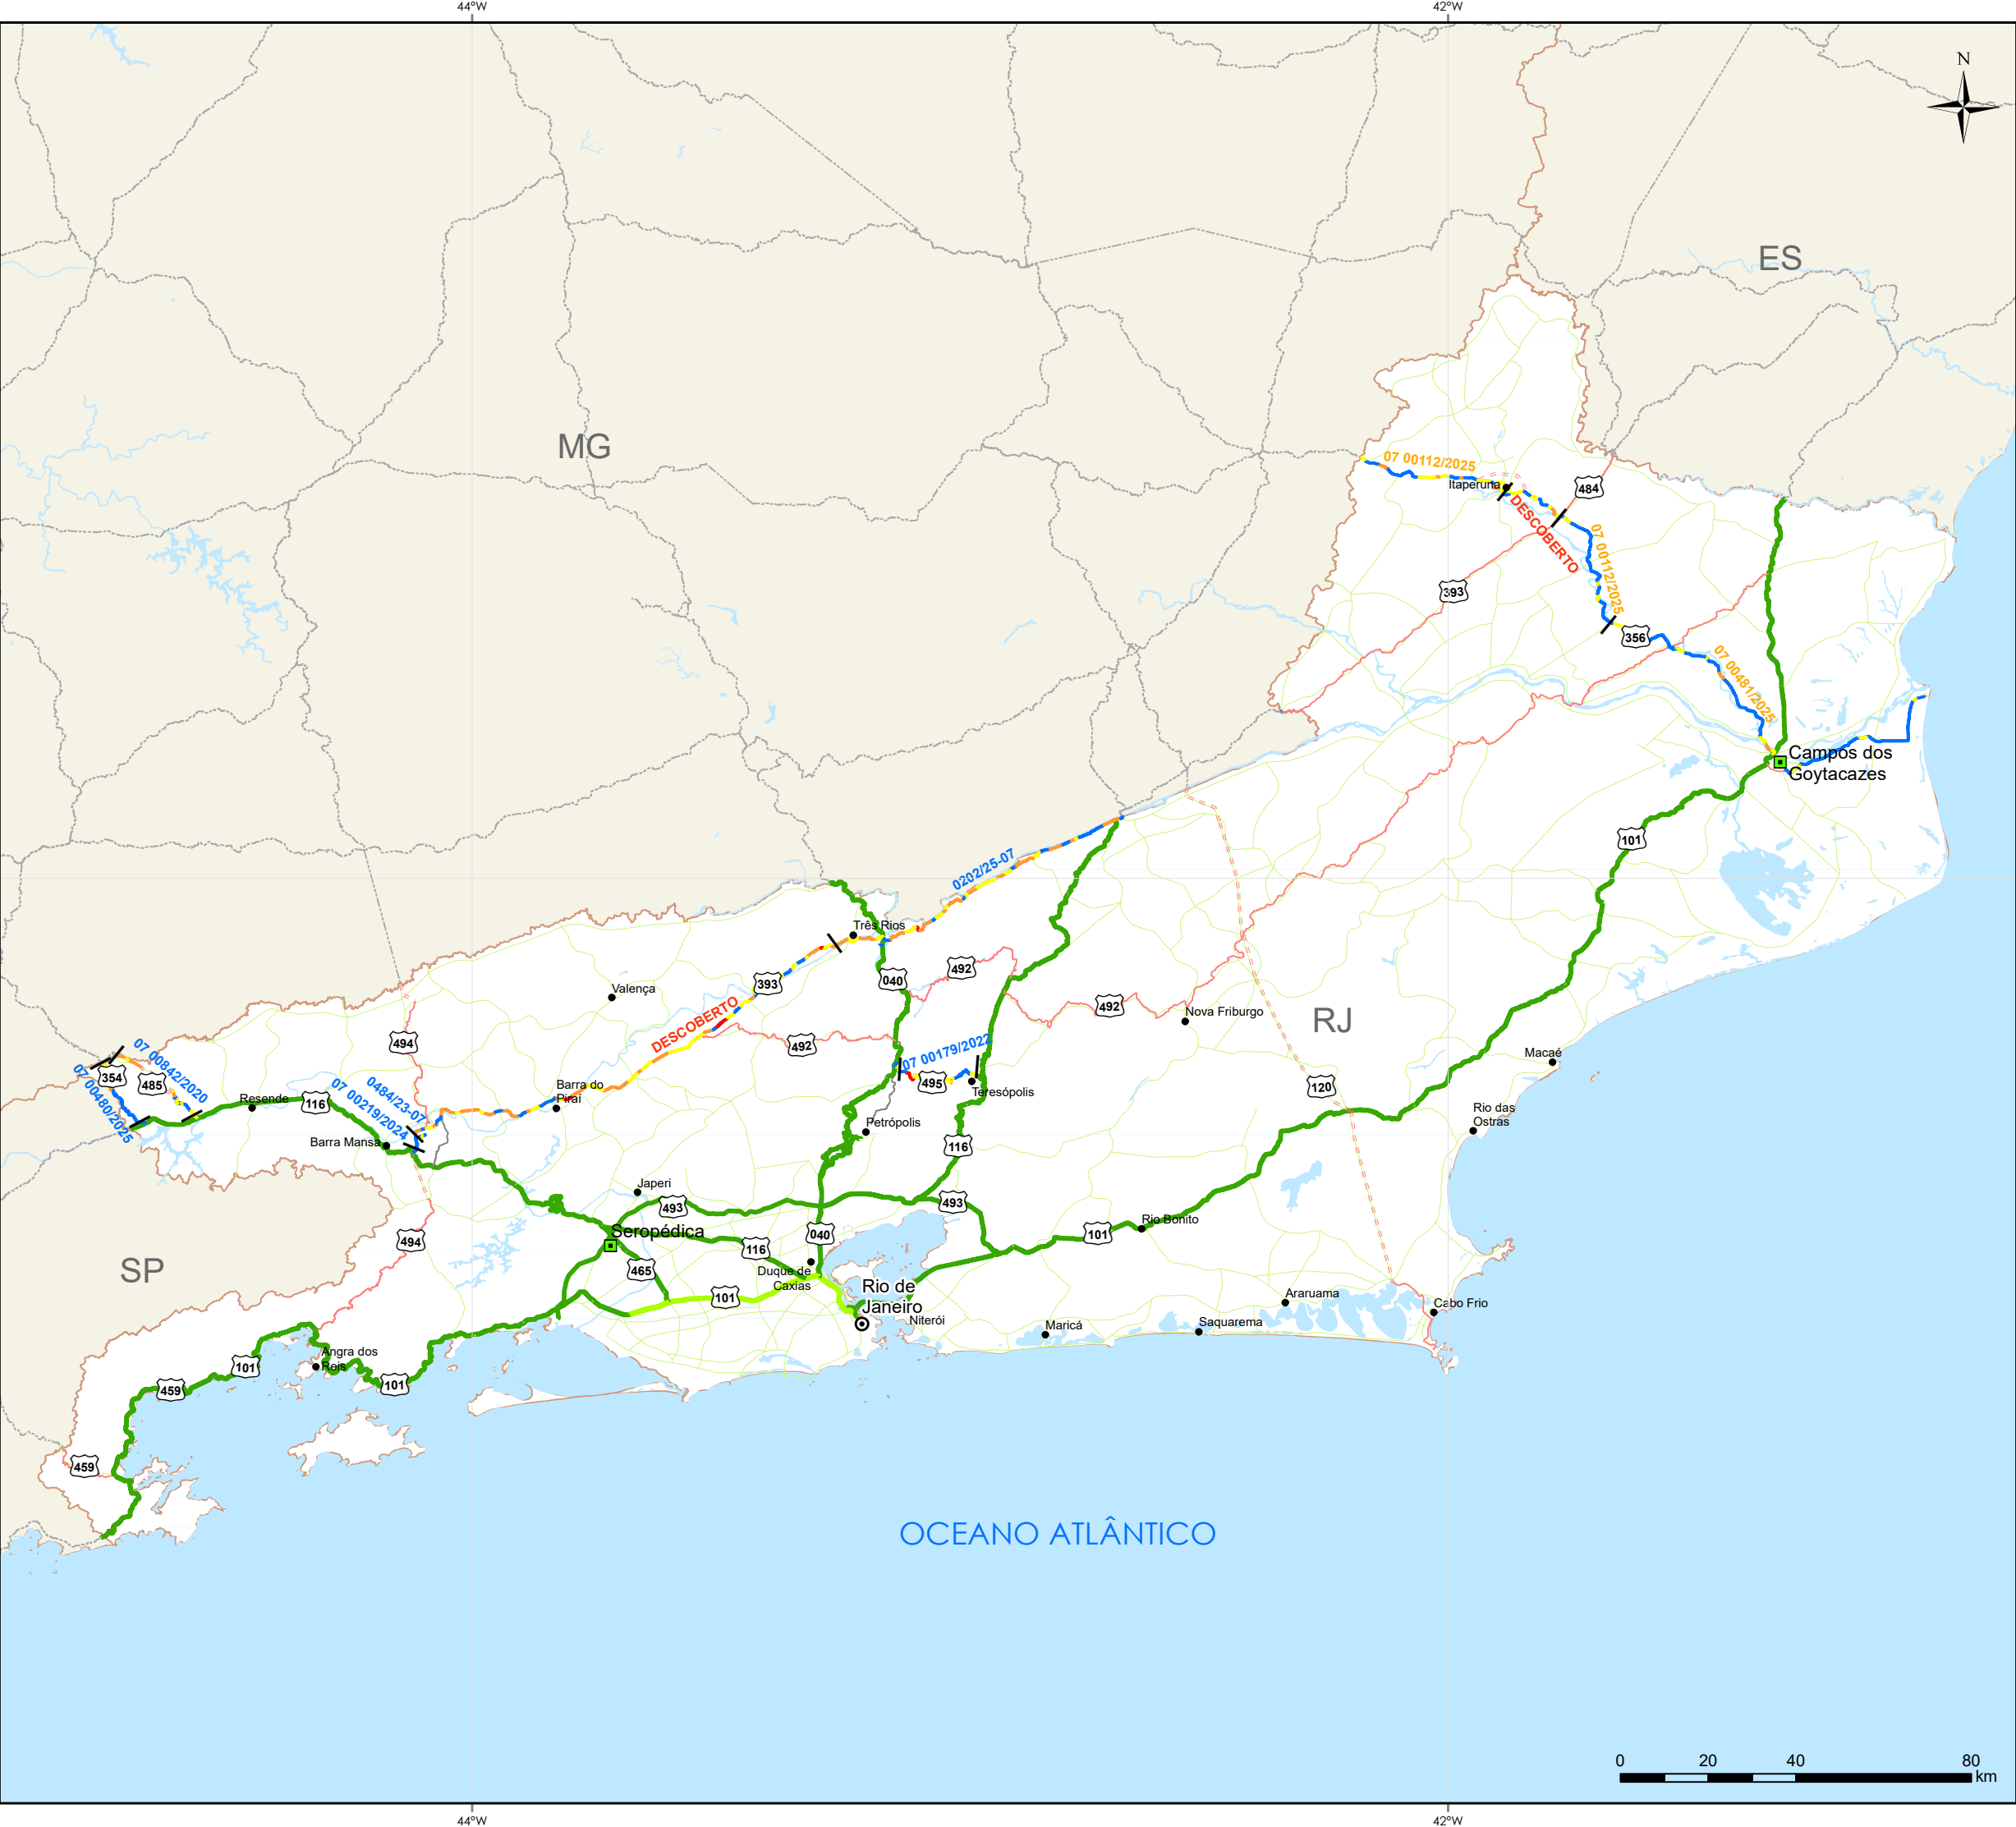 44°W
42°W
N
ES
MG
07 00112/2025
Itaperuna
484
DESCOBERTO
07 00112/2025
393
356
07 00481/2025
Campos dos
Goytacazes
101
0202/25-07
Três Rios
393
040
492
Valença
DESCOBERTO
492
492
Nova Friburgo
RJ
494
07 00842/2020
354
485
07 00480/2025
Resende
116
0484/23-07
07 00219/2024
Barra Mansa
Barra do
Piraí
07 00179/2022
495
Teresópolis
Petrópolis
116
120
Macaé
Rio das
Ostras
Japeri
493
493
Seropédica
040
116
465
Duque de
Caxias
101
Rio Bonito
101
494
SP
Rio de
Janeiro
Niterói
Maricá
Saquarema
Araruama
Cabo Frio
Angra dos
Reis
101
101
459
459
OCEANO ATLÂNTICO
0 20 40 80
km
44°W
42°W